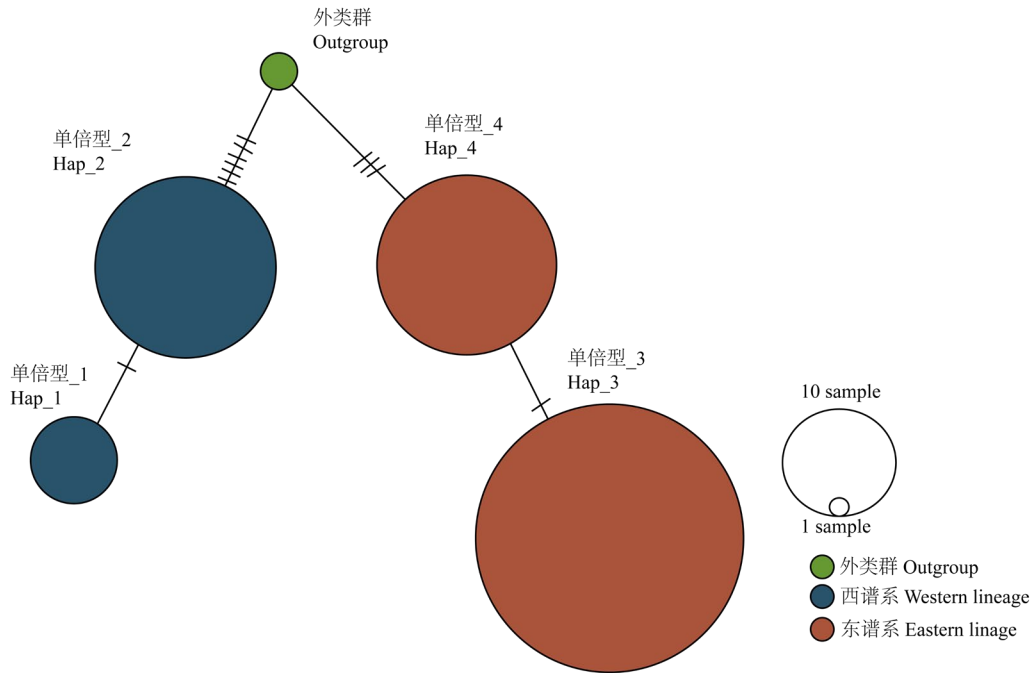 外类群
Outgroup
单倍型_2
Hap_2
单倍型_4
Hap_4
单倍型_1
Hap_1
单倍型_3
Hap_3
10 sample
1 sample
外类群 Outgroup
西谱系 Western lineage
东谱系 Eastern linage